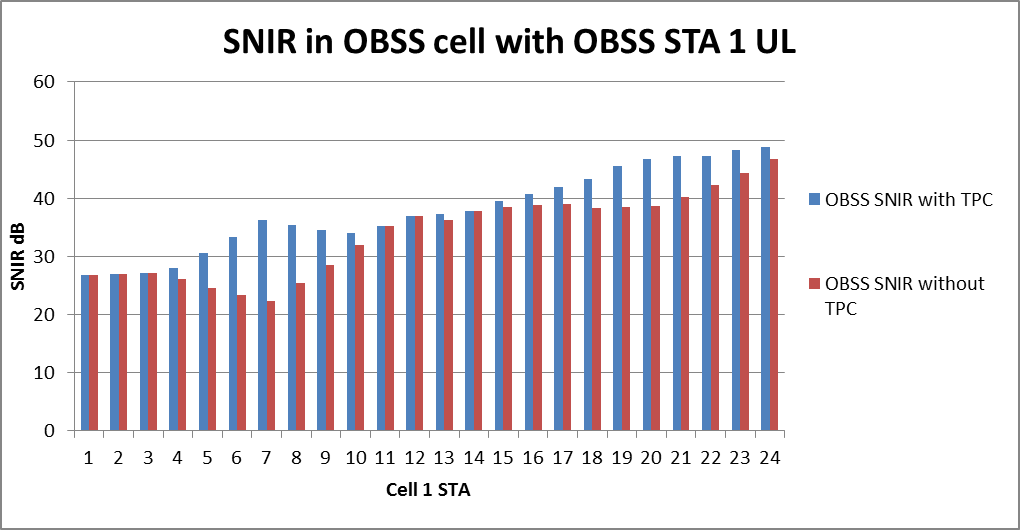 SNIR in OBSS cell with OBSS STA 1 UL
60
50
40
30
20
10
0
SNIR dB
1 2 3 4 5 6 7 8 9 10 11 12 13 14 15 16 17 18 19 20 21 22 23 24
Cell 1 STA
OBSS SNIR with TPC
OBSS SNIR without
TPC